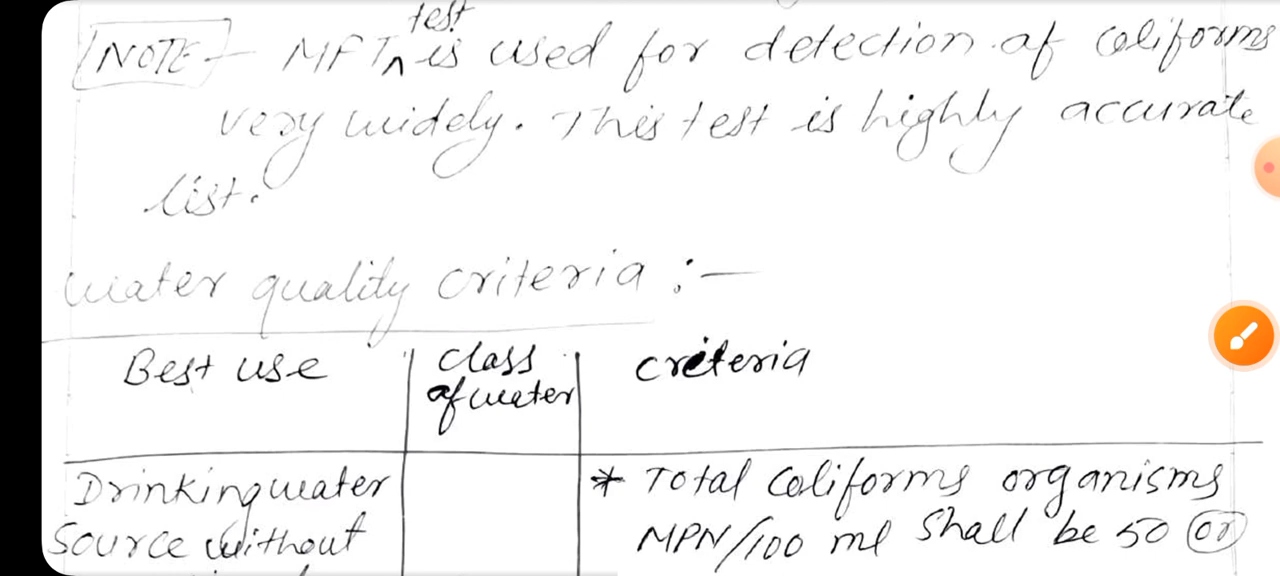 NOTE - MFT test is used for detection of coliforms
very widely. This test is highly accurate
list.
water quality criteria :-
Best use | class of water | criteria
Drinking water
source without
* Total coliforms organisms
MPN/100 ml shall be 50 or